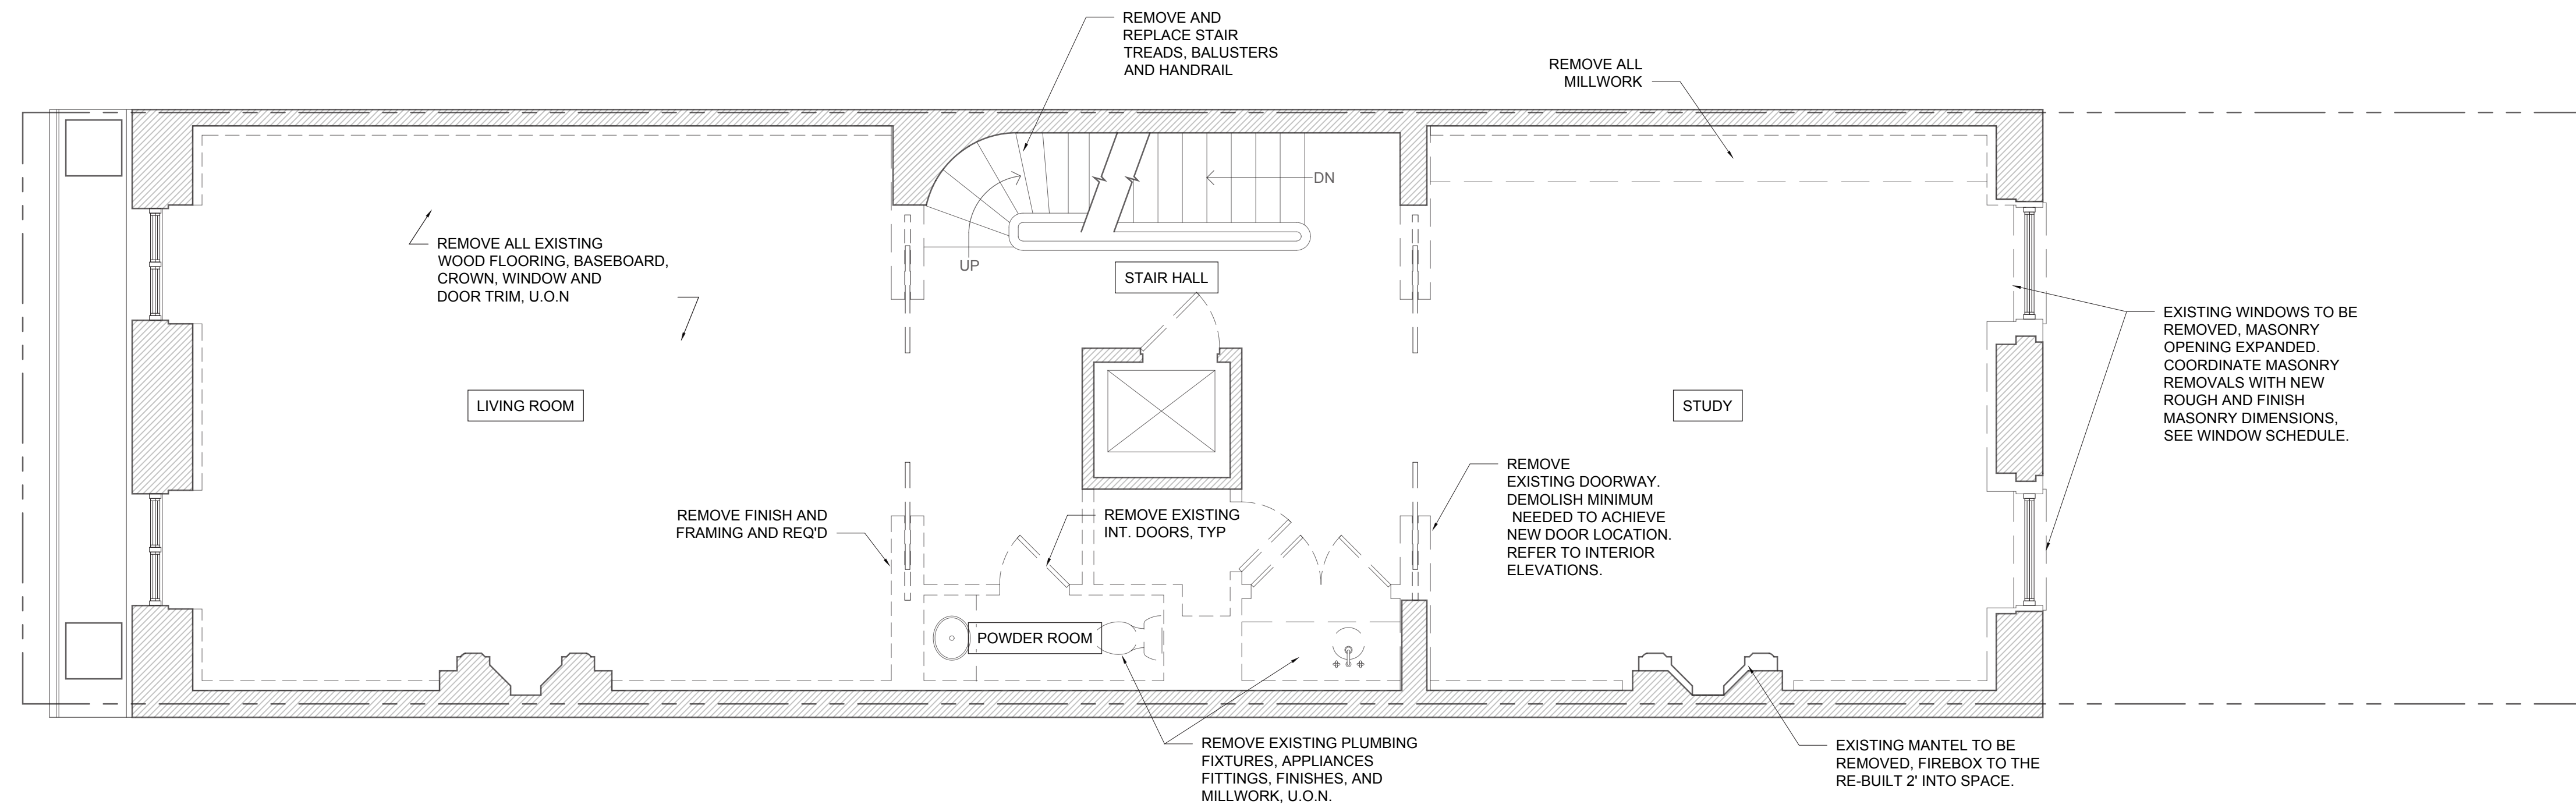 REMOVE AND
REPLACE STAIR
TREADS, BALUSTERS
AND HANDRAIL
REMOVE ALL
MILLWORK
DN
REMOVE ALL EXISTING
WOOD FLOORING, BASEBOARD,
CROWN, WINDOW AND
DOOR TRIM, U.O.N
UP
STAIR HALL
EXISTING WINDOWS TO BE
REMOVED, MASONRY
OPENING EXPANDED.
COORDINATE MASONRY
REMOVALS WITH NEW
ROUGH AND FINISH
MASONRY DIMENSIONS,
SEE WINDOW SCHEDULE.
LIVING ROOM
STUDY
REMOVE FINISH AND
FRAMING AND REQ'D
REMOVE EXISTING
INT. DOORS, TYP
REMOVE
EXISTING DOORWAY.
DEMOLISH MINIMUM
NEEDED TO ACHIEVE
NEW DOOR LOCATION.
REFER TO INTERIOR
ELEVATIONS.
POWDER ROOM
REMOVE EXISTING PLUMBING
FIXTURES, APPLIANCES
FITTINGS, FINISHES, AND
MILLWORK, U.O.N.
EXISTING MANTEL TO BE
REMOVED, FIREBOX TO THE
RE-BUILT 2' INTO SPACE.